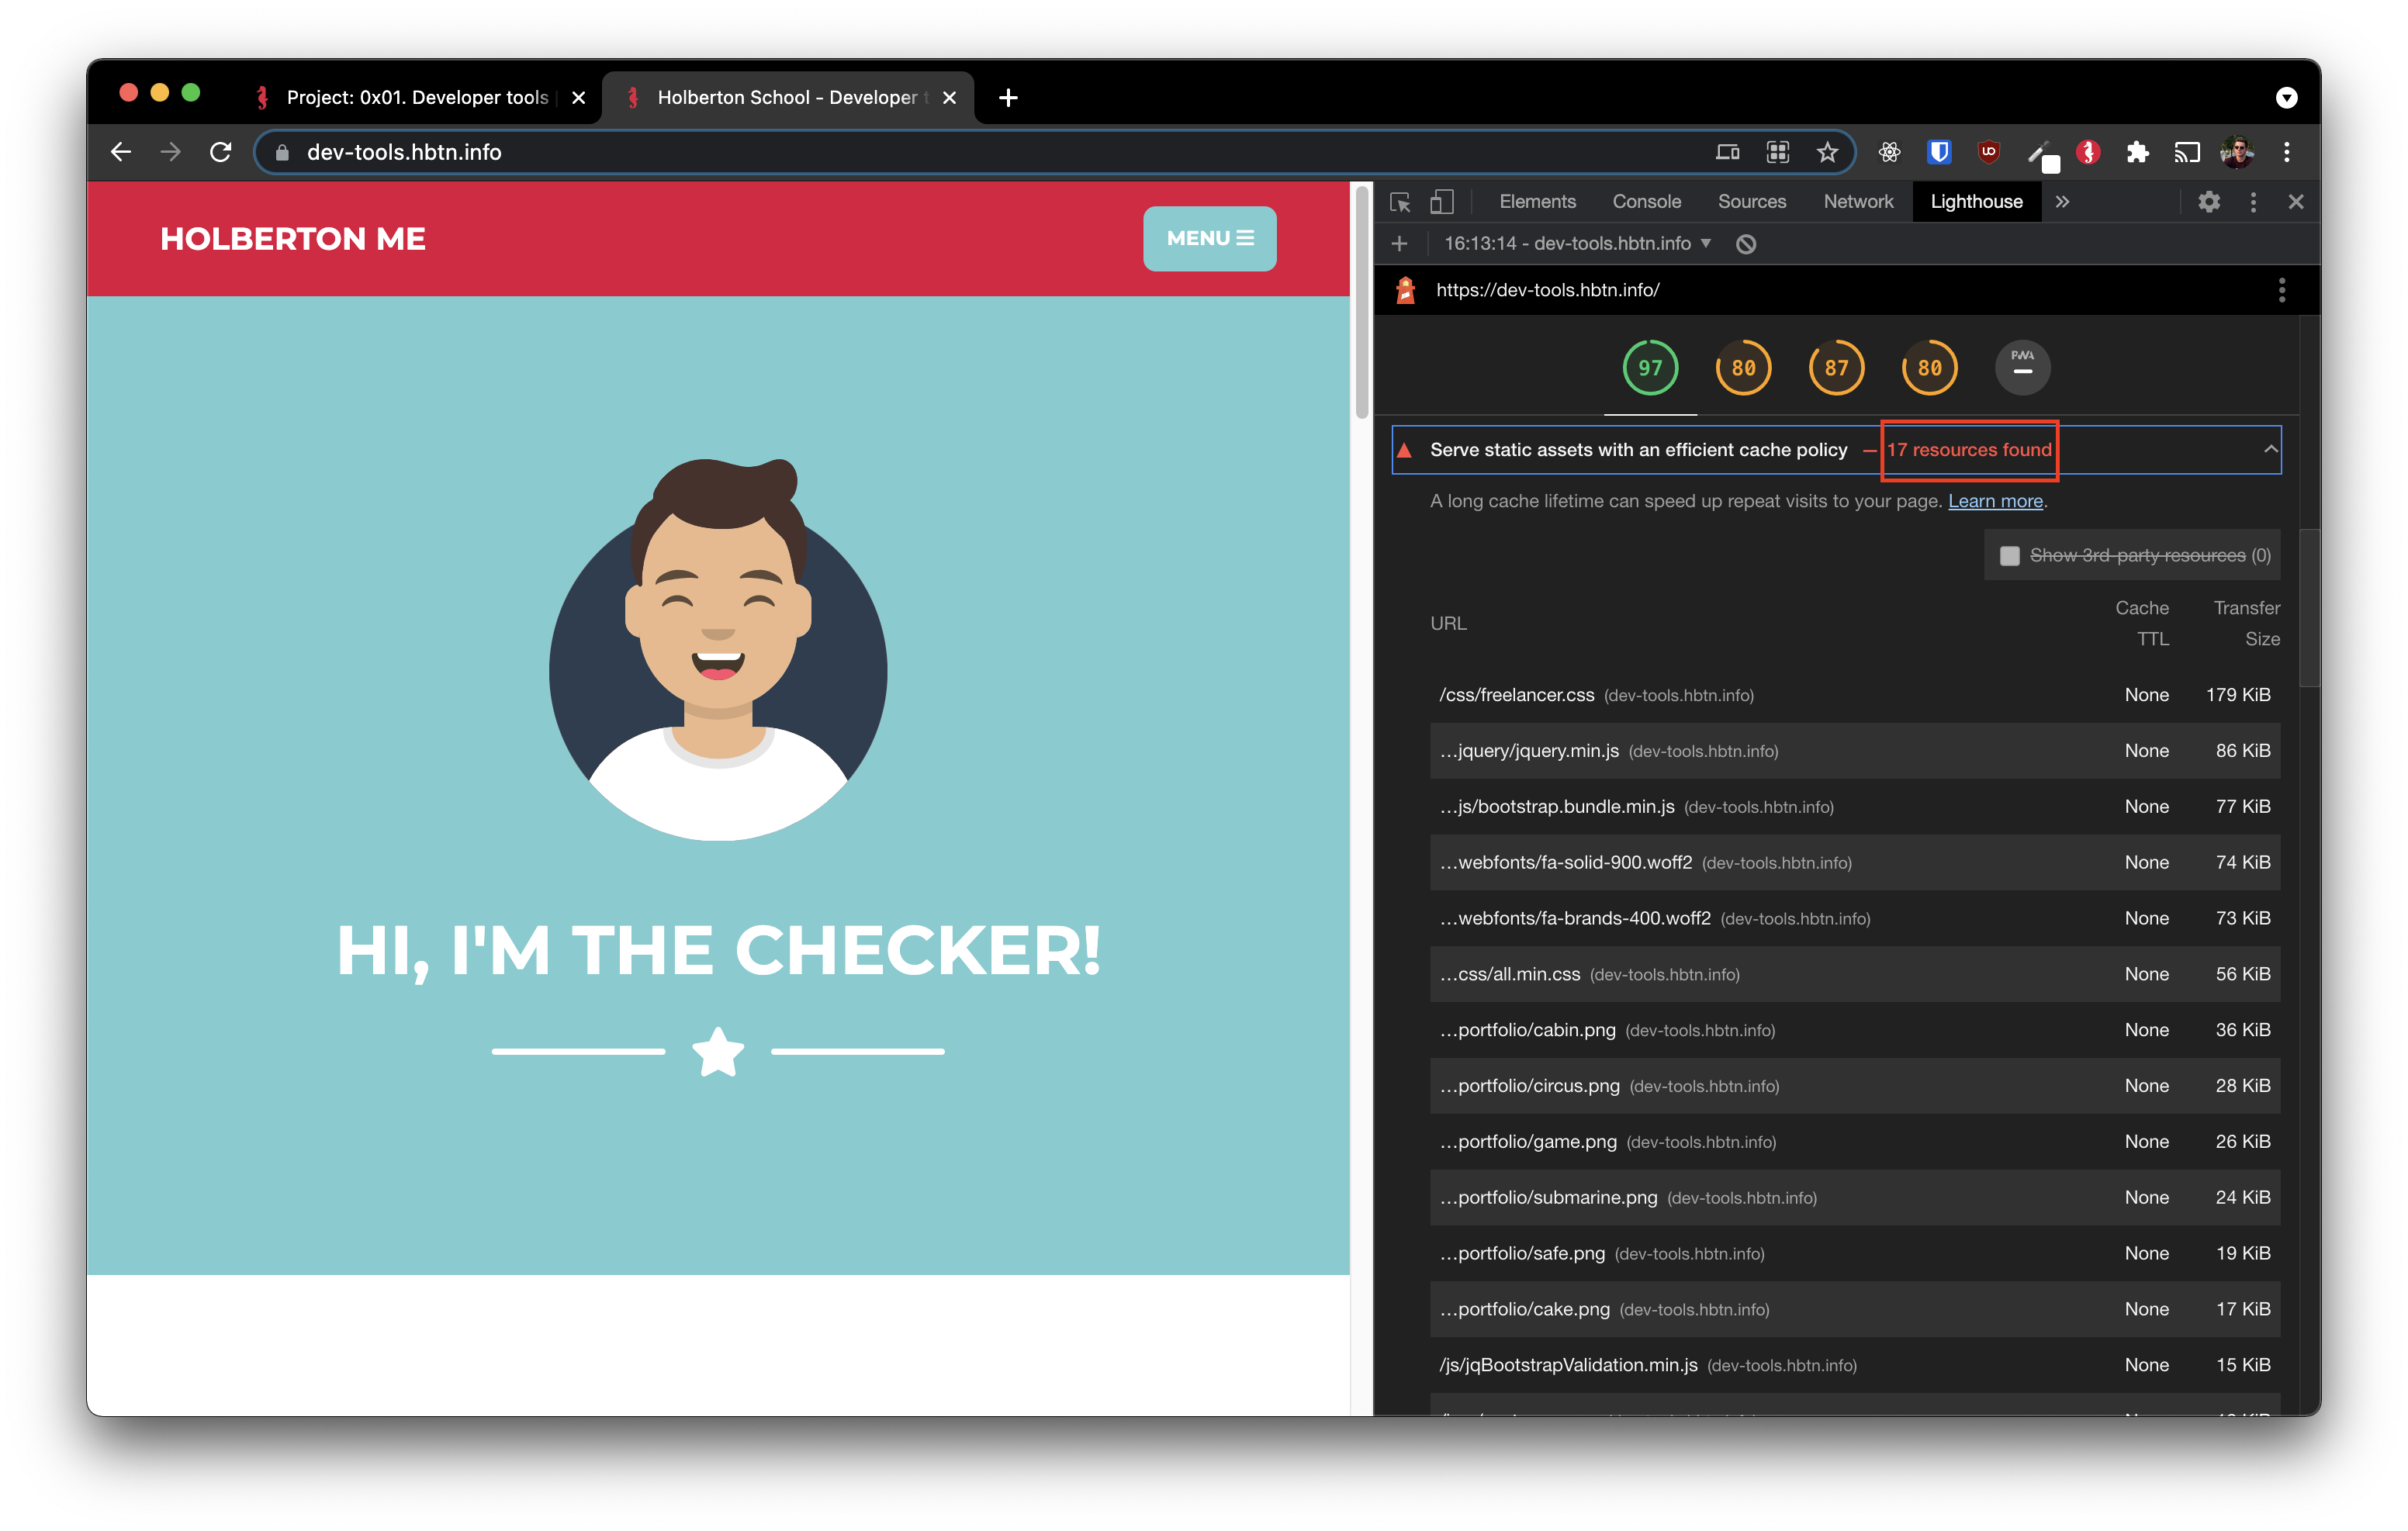 Project: 0x01. Developer tools
Holberton School - Developer t
dev-tools.hbtn.info
HOLBERTON ME
MENU
HI, I'M THE CHECKER!
Elements Console Sources Network Lighthouse
16:13:14 - dev-tools.hbtn.info
https://dev-tools.hbtn.info/
97 80 87 80 PWA
Serve static assets with an efficient cache policy — 17 resources found
A long cache lifetime can speed up repeat visits to your page. Learn more.
Show 3rd-party resources (0)
URL Cache TTL Transfer Size
/css/freelancer.css (dev-tools.hbtn.info) None 179 KiB
…jquery/jquery.min.js (dev-tools.hbtn.info) None 86 KiB
…js/bootstrap.bundle.min.js (dev-tools.hbtn.info) None 77 KiB
…webfonts/fa-solid-900.woff2 (dev-tools.hbtn.info) None 74 KiB
…webfonts/fa-brands-400.woff2 (dev-tools.hbtn.info) None 73 KiB
…css/all.min.css (dev-tools.hbtn.info) None 56 KiB
…portfolio/cabin.png (dev-tools.hbtn.info) None 36 KiB
…portfolio/circus.png (dev-tools.hbtn.info) None 28 KiB
…portfolio/game.png (dev-tools.hbtn.info) None 26 KiB
…portfolio/submarine.png (dev-tools.hbtn.info) None 24 KiB
…portfolio/safe.png (dev-tools.hbtn.info) None 19 KiB
…portfolio/cake.png (dev-tools.hbtn.info) None 17 KiB
/js/jqBootstrapValidation.min.js (dev-tools.hbtn.info) None 15 KiB